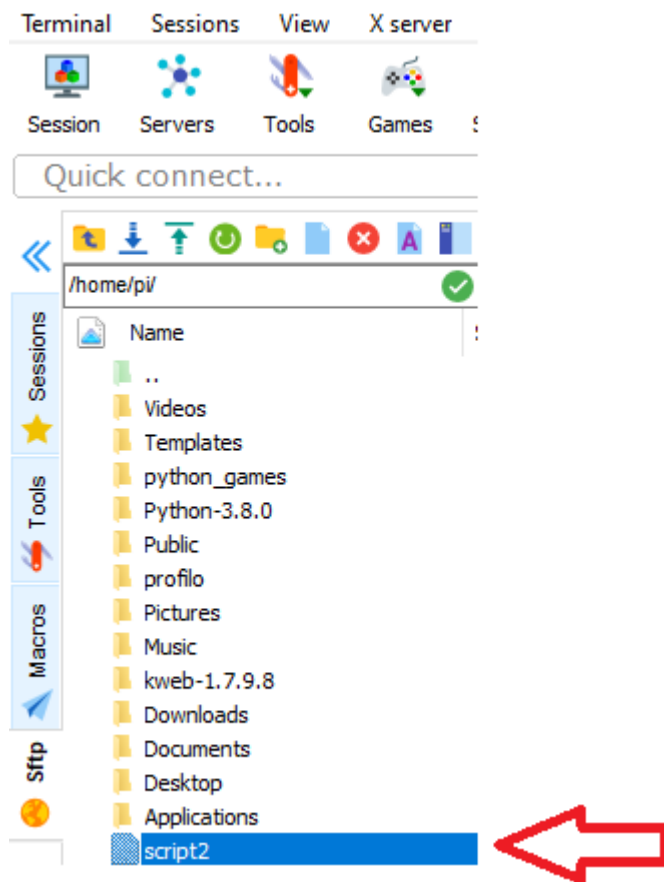 Terminal Sessions View X server
Session Servers Tools Games
Quick connect...
/home/pi/
Name
..
Videos
Templates
python_games
Python-3.8.0
Public
profilo
Pictures
Music
kweb-1.7.9.8
Downloads
Documents
Desktop
Applications
script2
Sessions
Tools
Macros
Sftp